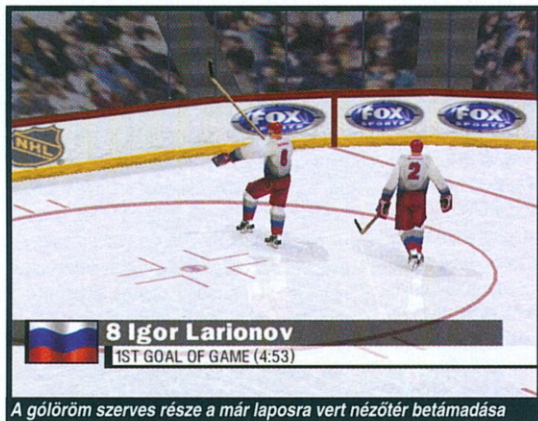 NHL
FOX
SPORTS
FOX
SPORTS
FOX
SPORTS
8
2
8 Igor Larionov
1ST GOAL OF GAME (4:53)
A gólöröm szerves része a már laposra vert nézőtér betámadása